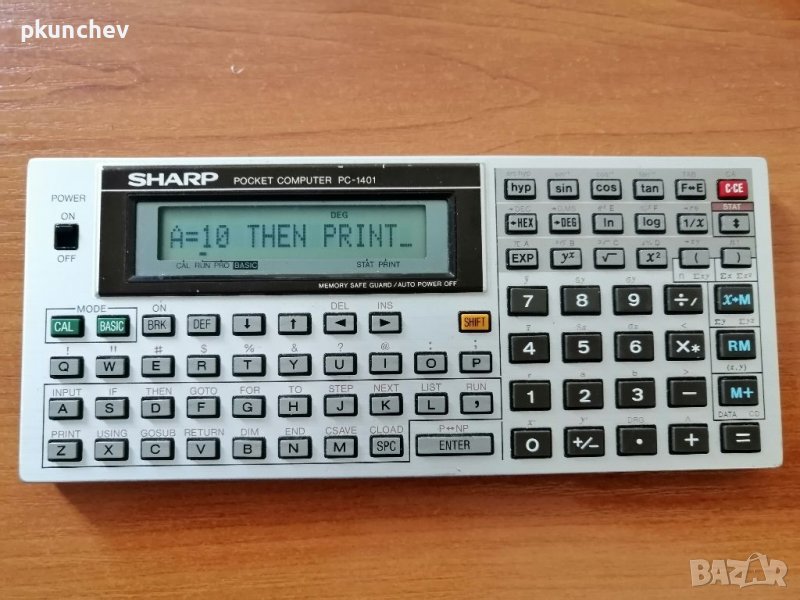 pkunchev
SHARP POCKET COMPUTER PC-1401
DEG
A=10 THEN PRINT_
CAL RUN PRO BASIC STAT PRINT
MEMORY SAFE GUARD / AUTO POWER OFF
POWER
ON
OFF
hyp sin cos tan F↔E C·CE
STAT
→HEX →DEG ln log 1/x
EXP yˣ √ x² ( )
MODE ON DEL INS
CAL BASIC BRK DEF ↓ ↑ ◄ ► SHIFT
! " # $ % & ? @ : ;
Q W E R T Y U I O P
INPUT IF THEN GOTO FOR TO STEP NEXT LIST RUN
A S D F G H J K L ,
PRINT USING GOSUB RETURN DIM END CSAVE CLOAD P↔NP
Z X C V B N M SPC ENTER
7 8 9 ÷/ x→M
4 5 6 X* RM
(x,y)
1 2 3 − M+
DRG DATA CD
0 +/− · + =
BAZAR